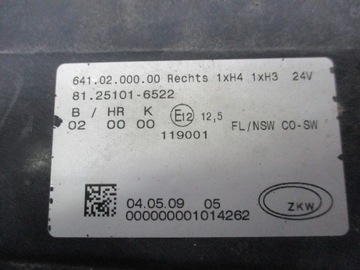 641.02.000.00 Rechts 1xH4 1xH3 24V
81.25101-6522
B / HR K
02 00 00
E12 12,5
119001
FL/NSW CO-SW
04.05.09 05
000000001014262
ZKW